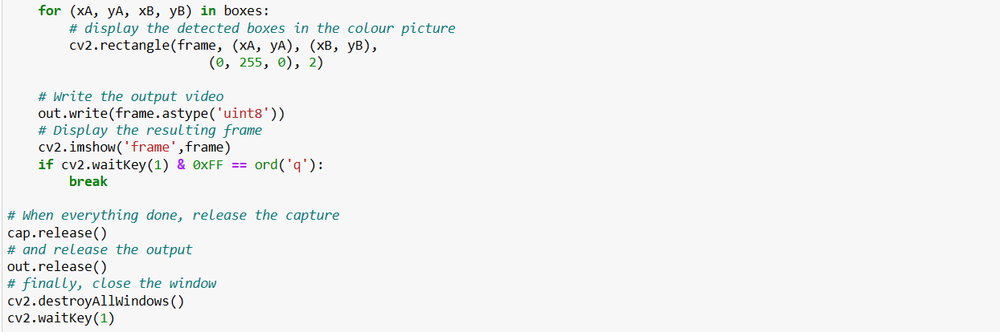 for (xA, yA, xB, yB) in boxes:
        # display the detected boxes in the colour picture
        cv2.rectangle(frame, (xA, yA), (xB, yB),
                          (0, 255, 0), 2)

    # Write the output video
    out.write(frame.astype('uint8'))
    # Display the resulting frame
    cv2.imshow('frame',frame)
    if cv2.waitKey(1) & 0xFF == ord('q'):
        break

# When everything done, release the capture
cap.release()
# and release the output
out.release()
# finally, close the window
cv2.destroyAllWindows()
cv2.waitKey(1)